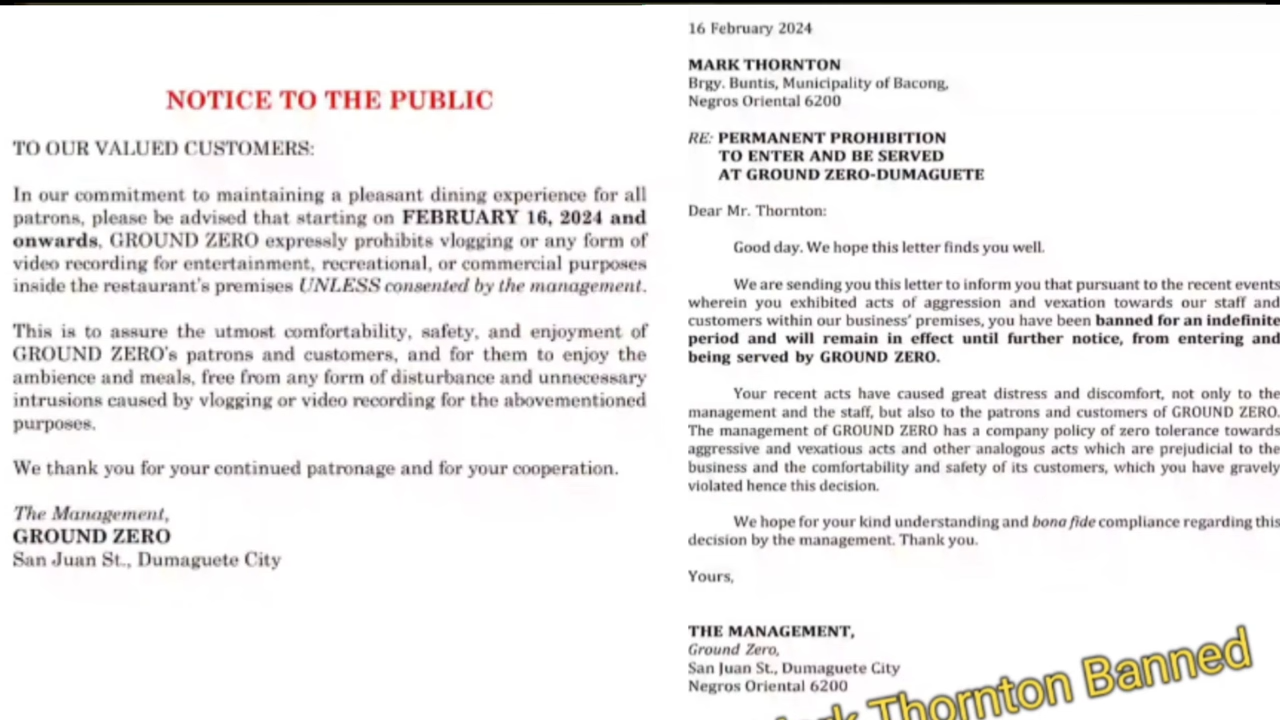 NOTICE TO THE PUBLIC
TO OUR VALUED CUSTOMERS:
In our commitment to maintaining a pleasant dining experience for all
patrons, please be advised that starting on FEBRUARY 16, 2024 and
onwards, GROUND ZERO expressly prohibits vlogging or any form of
video recording for entertainment, recreational, or commercial purposes
inside the restaurant's premises UNLESS consented by the management.
This is to assure the utmost comfortability, safety, and enjoyment of
GROUND ZERO's patrons and customers, and for them to enjoy the
ambience and meals, free from any form of disturbance and unnecessary
intrusions caused by vlogging or video recording for the abovementioned
purposes.
We thank you for your continued patronage and for your cooperation.
The Management,
GROUND ZERO
San Juan St., Dumaguete City
16 February 2024
MARK THORNTON
Brgy. Buntis, Municipality of Bacong,
Negros Oriental 6200
RE: PERMANENT PROHIBITION
TO ENTER AND BE SERVED
AT GROUND ZERO-DUMAGUETE
Dear Mr. Thornton:
Good day. We hope this letter finds you well.
We are sending you this letter to inform you that pursuant to the recent events
wherein you exhibited acts of aggression and vexation towards our staff and
customers within our business' premises, you have been banned for an indefinite
period and will remain in effect until further notice, from entering and
being served by GROUND ZERO.
Your recent acts have caused great distress and discomfort, not only to the
management and the staff, but also to the patrons and customers of GROUND ZERO.
The management of GROUND ZERO has a company policy of zero tolerance towards
aggressive and vexatious acts and other analogous acts which are prejudicial to the
business and the comfortability and safety of its customers, which you have gravely
violated hence this decision.
We hope for your kind understanding and bona fide compliance regarding this
decision by the management. Thank you.
Yours,
THE MANAGEMENT,
Ground Zero,
San Juan St., Dumaguete City
Negros Oriental 6200
Thornton Banned